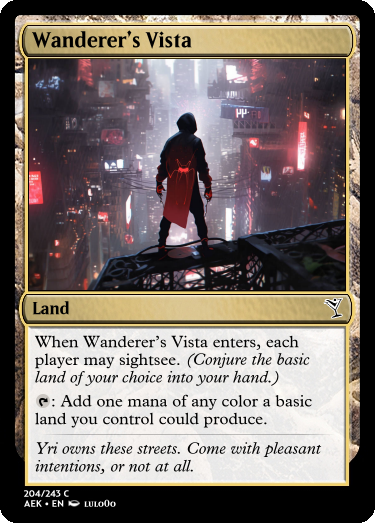 Wanderer's Vista
Land
When Wanderer's Vista enters, each
player may sightsee. (Conjure the basic
land of your choice into your hand.)
: Add one mana of any color a basic
land you control could produce.
Yri owns these streets. Come with pleasant
intentions, or not at all.
204/243 C
AEK • EN LULO0o